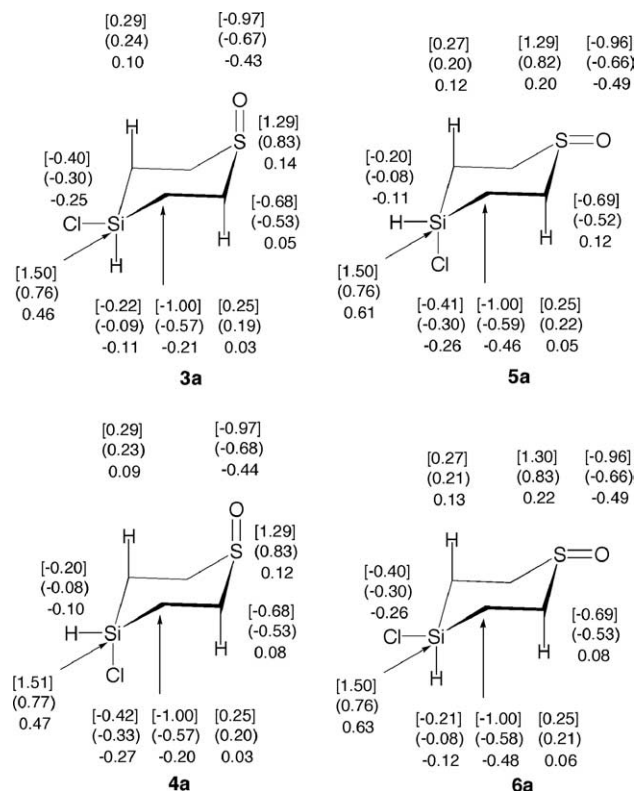 [0.29]
(0.24)
0.10
[-0.97]
(-0.67)
-0.43
O
S
[1.29]
(0.83)
0.14
H
[-0.40]
(-0.30)
-0.25
Cl
Si
H
H
[-0.68]
(-0.53)
0.05
[1.50]
(0.76)
0.46
[-0.22] [-1.00] [0.25]
(-0.09) (-0.57) (0.19)
-0.11 -0.21 0.03
3a
[0.27] [1.29] [-0.96]
(0.20) (0.82) (-0.66)
0.12 0.20 -0.49
H
S
O
[-0.20]
(-0.08)
-0.11
H
Si
Cl
H
[-0.69]
(-0.52)
0.12
[1.50]
(0.76)
0.61
[-0.41] [-1.00] [0.25]
(-0.30) (-0.59) (0.22)
-0.26 -0.46 0.05
5a
[0.29]
(0.23)
0.09
[-0.97]
(-0.68)
-0.44
O
S
[1.29]
(0.83)
0.12
H
[-0.20]
(-0.08)
-0.10
H
Si
Cl
H
[-0.68]
(-0.53)
0.08
[1.51]
(0.77)
0.47
[-0.42] [-1.00] [0.25]
(-0.33) (-0.57) (0.20)
-0.27 -0.20 0.03
4a
[0.27] [1.30] [-0.96]
(0.21) (0.83) (-0.66)
0.13 0.22 -0.49
H
S
O
[-0.40]
(-0.30)
-0.26
Cl
Si
H
H
[-0.69]
(-0.53)
0.08
[1.50]
(0.76)
0.63
[-0.21] [-1.00] [0.25]
(-0.08) (-0.58) (0.21)
-0.12 -0.48 0.06
6a